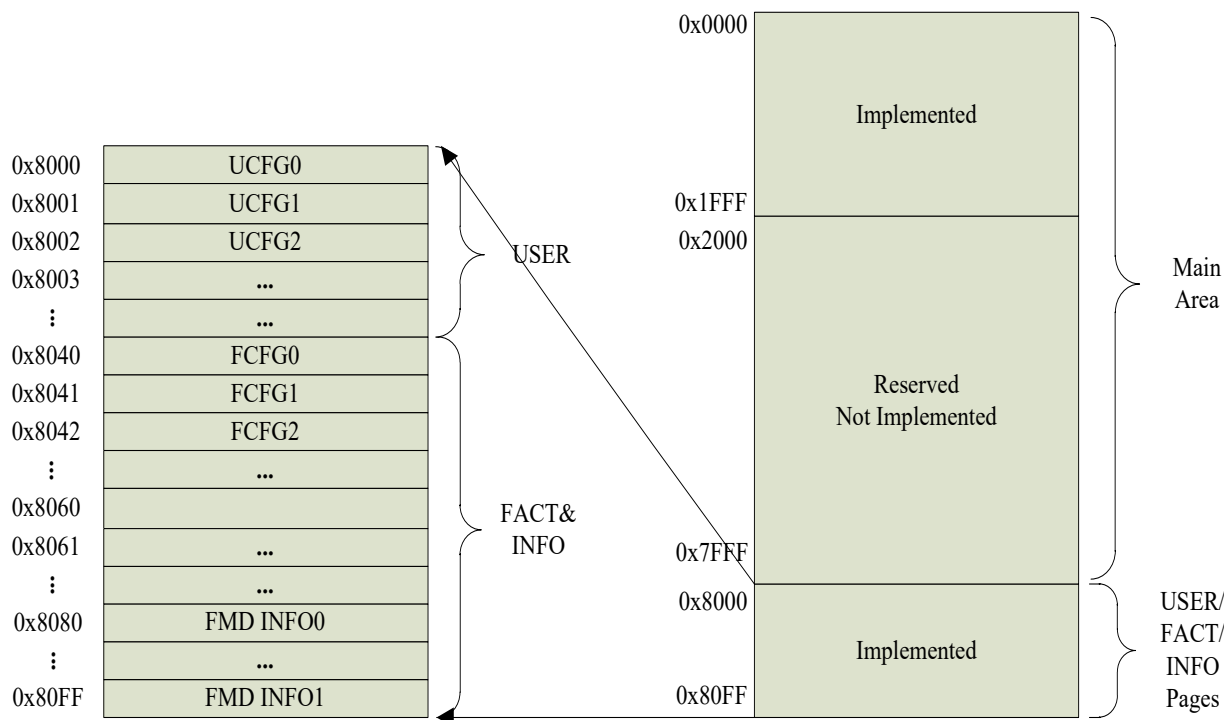 0x8000 UCFG0
0x8001 UCFG1
0x8002 UCFG2
0x8003 ...
⋮ ...
0x8040 FCFG0
0x8041 FCFG1
0x8042 FCFG2
⋮ ...
0x8060
0x8061 ...
⋮ ...
0x8080 FMD INFO0
⋮ ...
0x80FF FMD INFO1
USER
FACT&
INFO
0x0000
Implemented
0x1FFF
0x2000
Reserved
Not Implemented
0x7FFF
0x8000
Implemented
0x80FF
Main
Area
USER/
FACT/
INFO
Pages